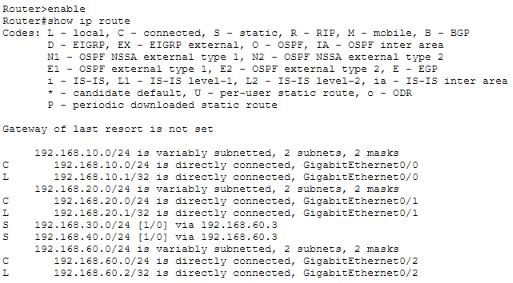 Router>enable
Router#show ip route
Codes: L - local, C - connected, S - static, R - RIP, M - mobile, B - BGP
       D - EIGRP, EX - EIGRP external, O - OSPF, IA - OSPF inter area
       N1 - OSPF NSSA external type 1, N2 - OSPF NSSA external type 2
       E1 - OSPF external type 1, E2 - OSPF external type 2, E - EGP
       i - IS-IS, L1 - IS-IS level-1, L2 - IS-IS level-2, ia - IS-IS inter area
       * - candidate default, U - per-user static route, o - ODR
       P - periodic downloaded static route
Gateway of last resort is not set
     192.168.10.0/24 is variably subnetted, 2 subnets, 2 masks
C       192.168.10.0/24 is directly connected, GigabitEthernet0/0
L       192.168.10.1/32 is directly connected, GigabitEthernet0/0
     192.168.20.0/24 is variably subnetted, 2 subnets, 2 masks
C       192.168.20.0/24 is directly connected, GigabitEthernet0/1
L       192.168.20.1/32 is directly connected, GigabitEthernet0/1
S    192.168.30.0/24 [1/0] via 192.168.60.3
S    192.168.40.0/24 [1/0] via 192.168.60.3
     192.168.60.0/24 is variably subnetted, 2 subnets, 2 masks
C       192.168.60.0/24 is directly connected, GigabitEthernet0/2
L       192.168.60.2/32 is directly connected, GigabitEthernet0/2